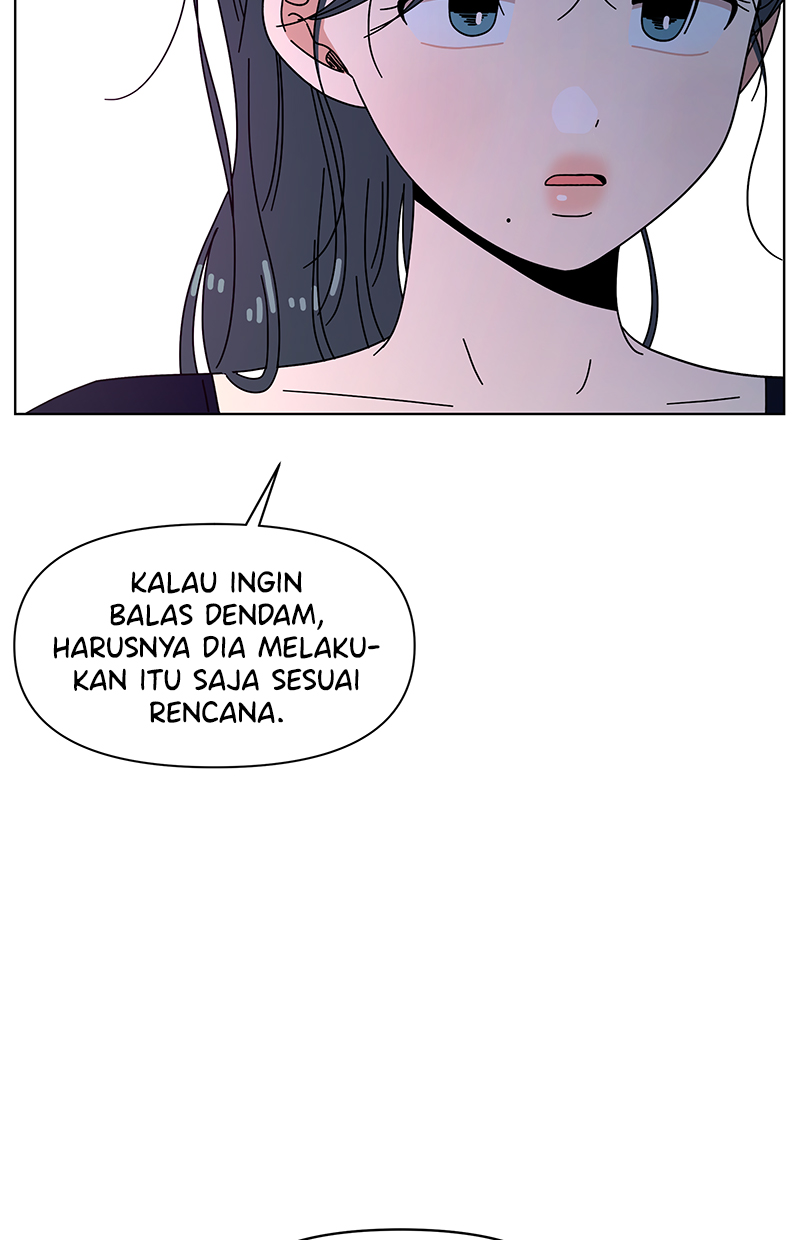 KALAU INGIN
BALAS DENDAM,
HARUSNYA DIA MELAKU-
KAN ITU SAJA SESUAI
RENCANA.